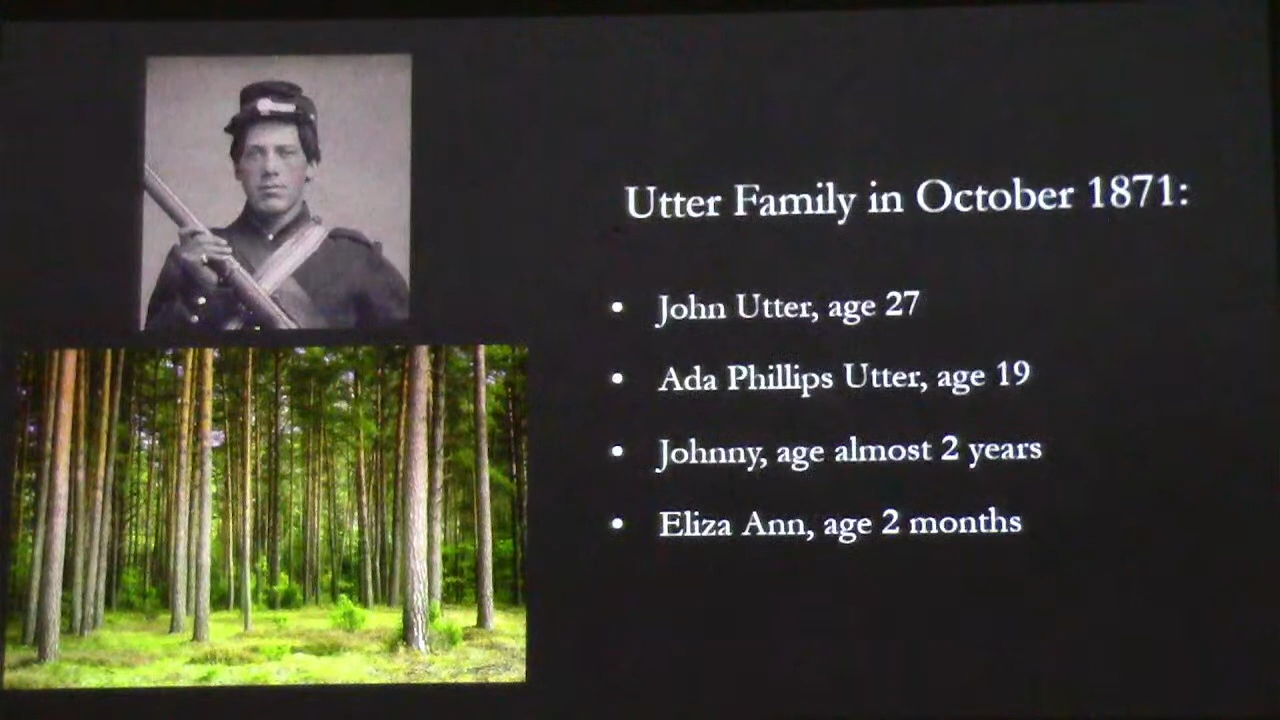 Utter Family in October 1871:
• John Utter, age 27
• Ada Phillips Utter, age 19
• Johnny, age almost 2 years
• Eliza Ann, age 2 months